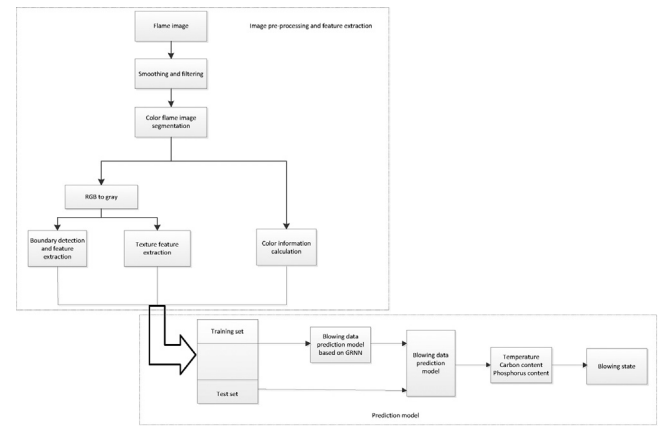 Flame image
Image pre-processing and feature extraction
Smoothing and filtering
Color flame image
segmentation
RGB to gray
Boundary detection
and feature
extraction
Texture feature
extraction
Color information
calculation
Training set
Test set
Blowing data
prediction model
based on GRNN
Blowing data
prediction
model
Temperature
Carbon content
Phosphorus content
Blowing state
Prediction model